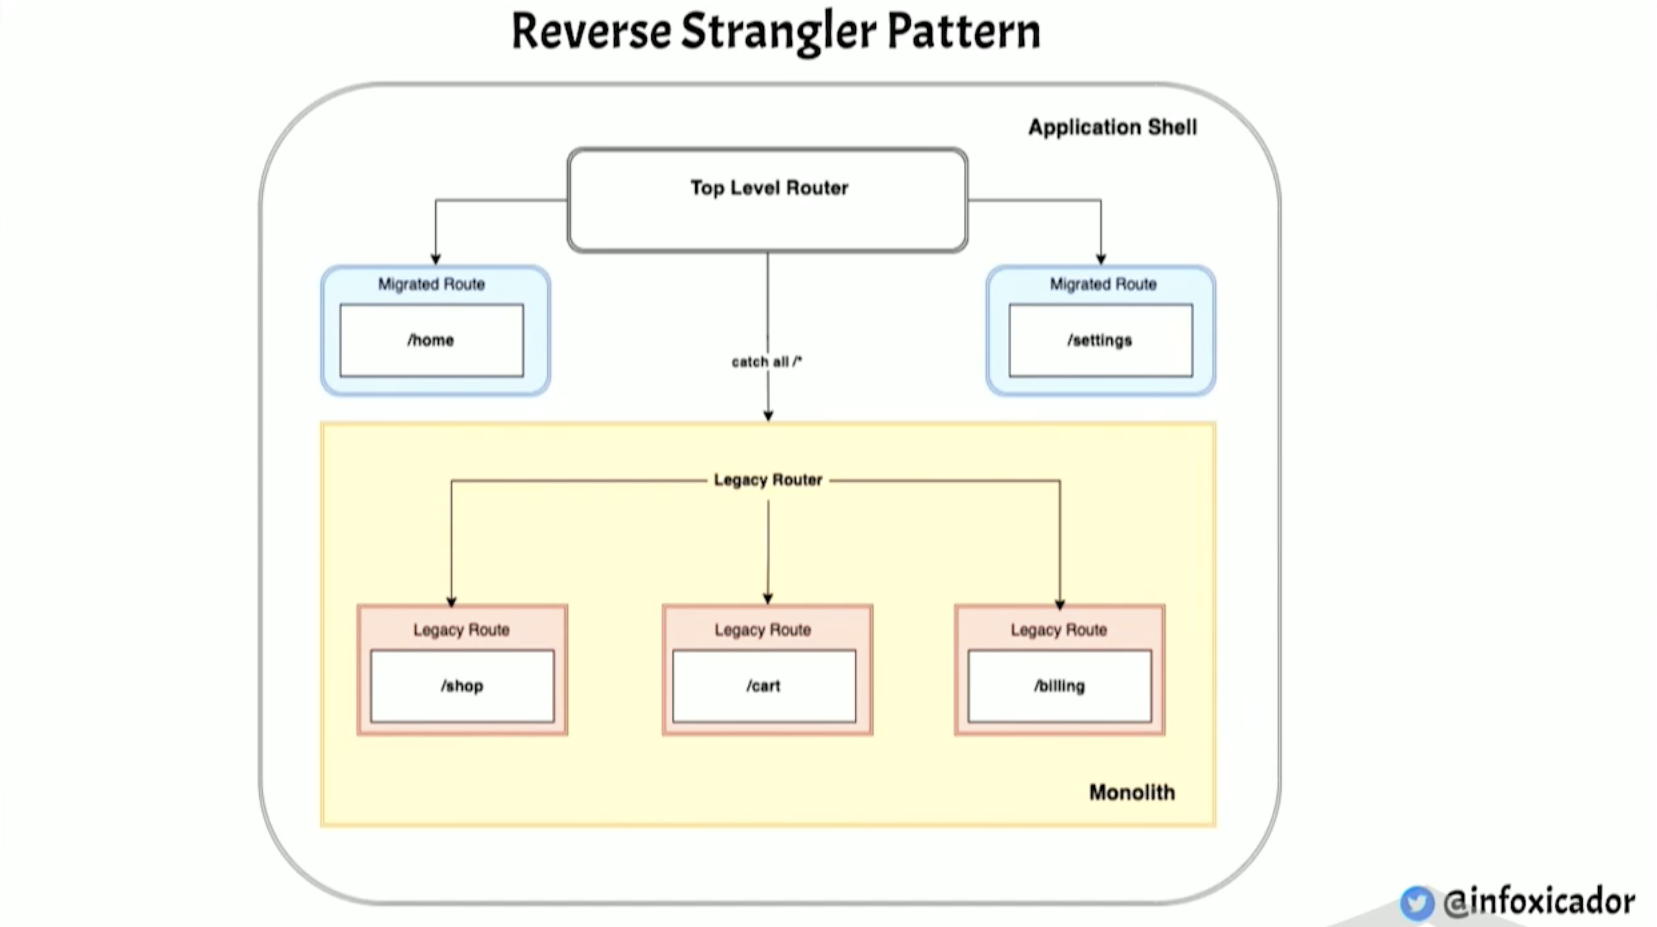 Reverse Strangler Pattern
Application Shell
Top Level Router
Migrated Route
/home
Migrated Route
/settings
catch all /*
Legacy Router
Legacy Route
/shop
Legacy Route
/cart
Legacy Route
/billing
Monolith
@infoxicador